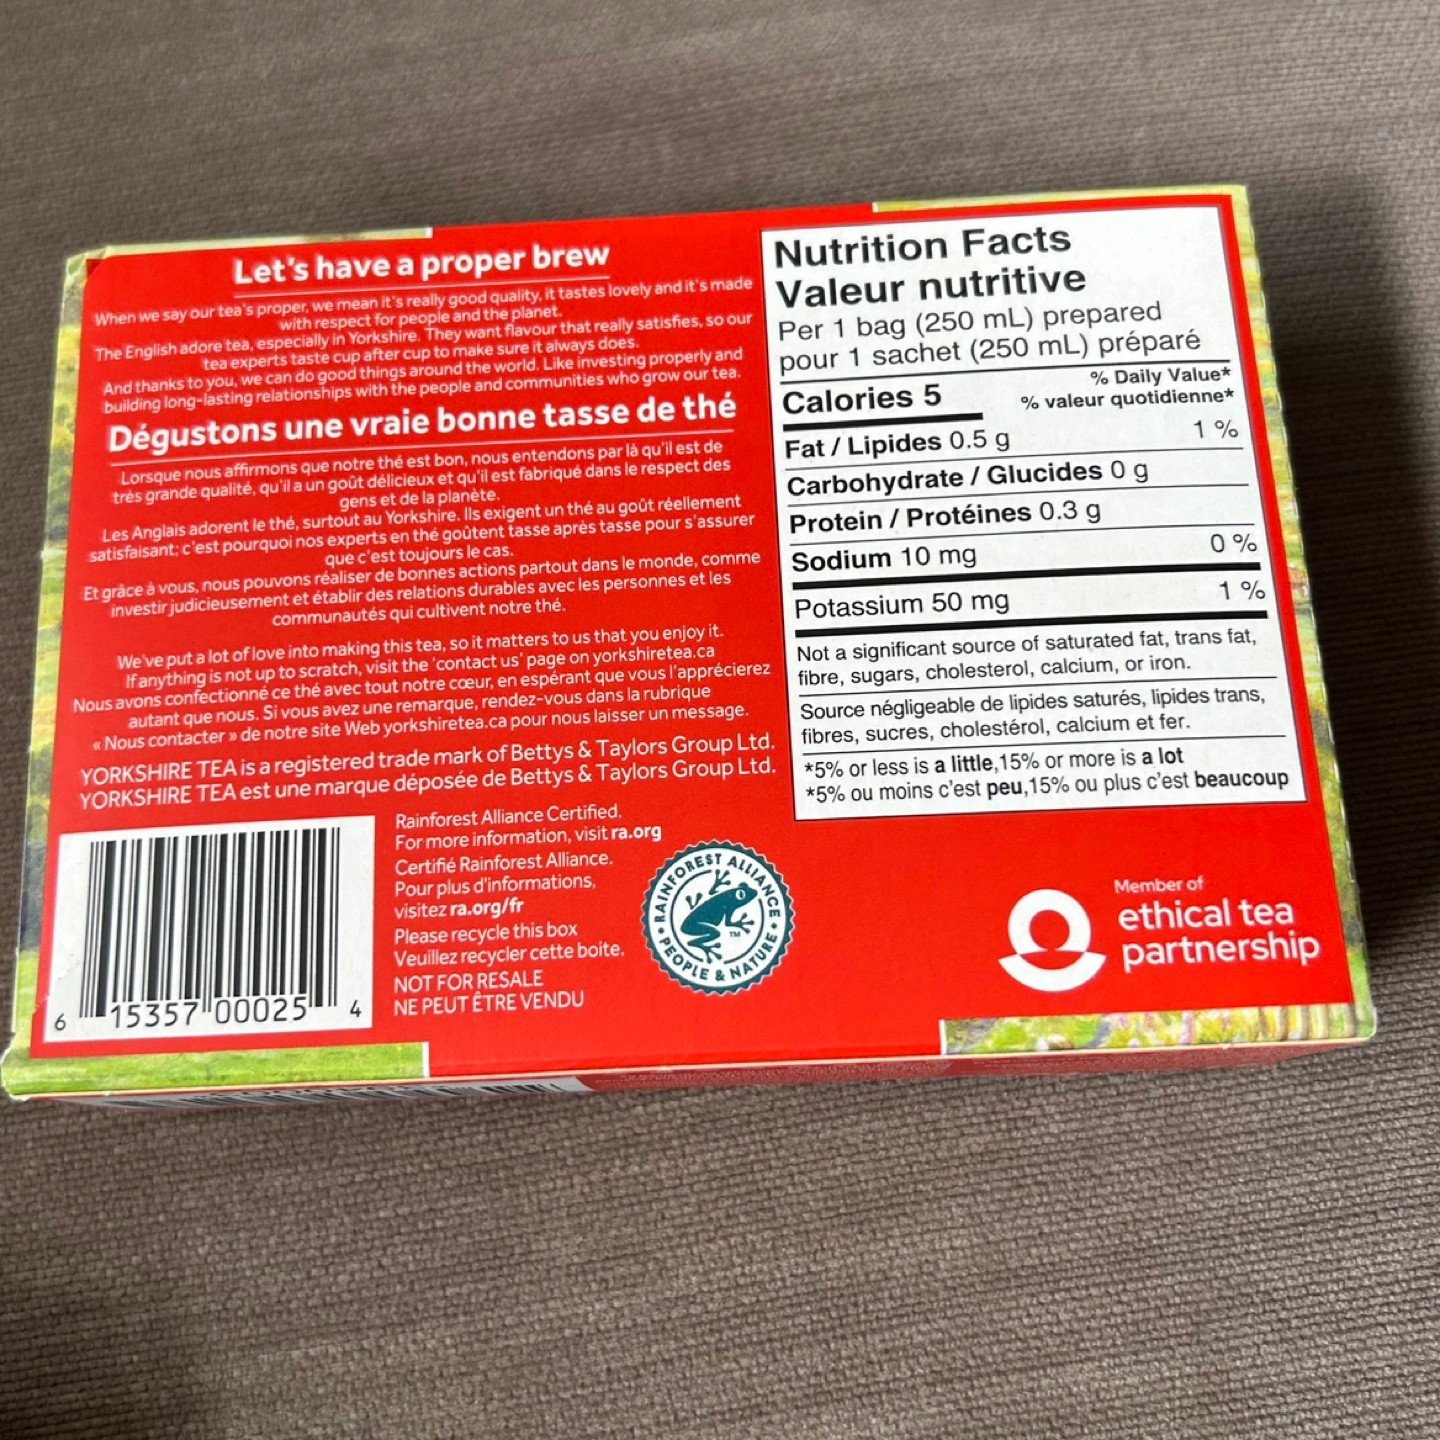 Let's have a proper brew
When we say our tea's proper, we mean it's really good quality, it tastes lovely and it's made
with respect for people and the planet.
The English adore tea, especially in Yorkshire. They want flavour that really satisfies, so our
tea experts taste cup after cup to make sure it always does.
And thanks to you, we can do good things around the world. Like investing properly and
building long-lasting relationships with the people and communities who grow our tea.
Dégustons une vraie bonne tasse de thé
Lorsque nous affirmons que notre thé est bon, nous entendons par là qu'il est de
très grande qualité, qu'il a un goût délicieux et qu'il est fabriqué dans le respect des
gens et de la planète.
Les Anglais adorent le thé, surtout au Yorkshire. Ils exigent un thé au goût réellement
satisfaisant; c'est pourquoi nos experts en thé goûtent tasse après tasse pour s'assurer
que c'est toujours le cas.
Et grâce à vous, nous pouvons réaliser de bonnes actions partout dans le monde, comme
investir judicieusement et établir des relations durables avec les personnes et les
communautés qui cultivent notre thé.
We've put a lot of love into making this tea, so it matters to us that you enjoy it.
If anything is not up to scratch, visit the 'contact us' page on yorkshiretea.ca
Nous avons confectionné ce thé avec tout notre cœur, en espérant que vous l'apprécierez
autant que nous. Si vous avez une remarque, rendez-vous dans la rubrique
« Nous contacter » de notre site Web yorkshiretea.ca pour nous laisser un message.
YORKSHIRE TEA is a registered trade mark of Bettys & Taylors Group Ltd.
YORKSHIRE TEA est une marque déposée de Bettys & Taylors Group Ltd.
6 15357 00025 4
Rainforest Alliance Certified.
For more information, visit ra.org
Certifié Rainforest Alliance.
Pour plus d'informations,
visitez ra.org/fr
Please recycle this box
Veuillez recycler cette boite.
NOT FOR RESALE
NE PEUT ÊTRE VENDU
RAINFOREST ALLIANCE
PEOPLE & NATURE
TM
Nutrition Facts
Valeur nutritive
Per 1 bag (250 mL) prepared
pour 1 sachet (250 mL) préparé
Calories 5
% Daily Value*
% valeur quotidienne*
Fat / Lipides 0.5 g 1 %
Carbohydrate / Glucides 0 g
Protein / Protéines 0.3 g
Sodium 10 mg 0 %
Potassium 50 mg 1 %
Not a significant source of saturated fat, trans fat,
fibre, sugars, cholesterol, calcium, or iron.
Source négligeable de lipides saturés, lipides trans,
fibres, sucres, cholestérol, calcium et fer.
*5% or less is a little, 15% or more is a lot
*5% ou moins c'est peu, 15% ou plus c'est beaucoup
Member of
ethical tea
partnership